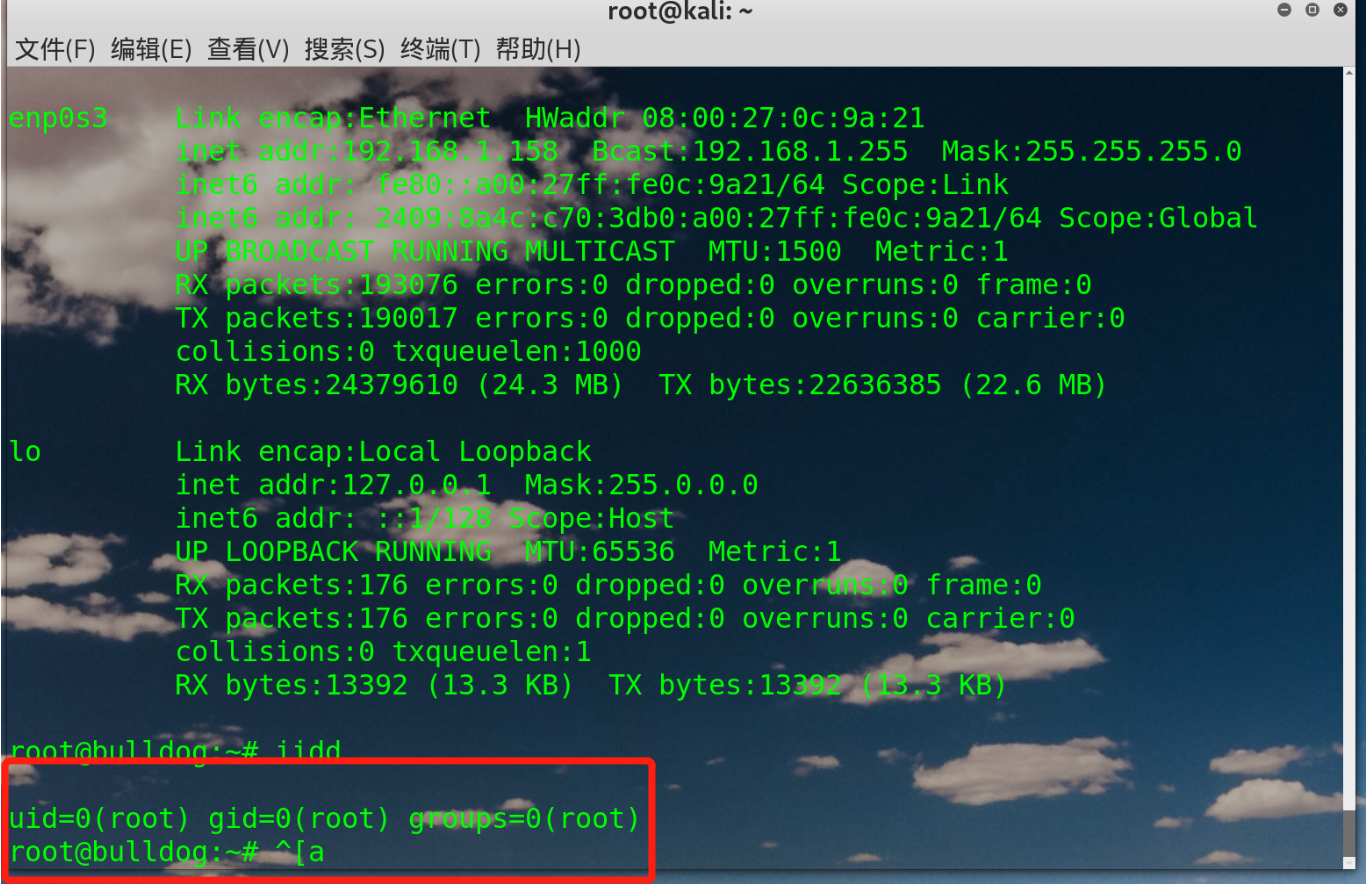 root@kali: ~
文件(F) 编辑(E) 查看(V) 搜索(S) 终端(T) 帮助(H)
enp0s3 Link encap:Ethernet HWaddr 08:00:27:0c:9a:21
inet addr:192.168.1.158 Bcast:192.168.1.255 Mask:255.255.255.0
inet6 addr: fe80::a00:27ff:fe0c:9a21/64 Scope:Link
inet6 addr: 2409:8a4c:c70:3db0:a00:27ff:fe0c:9a21/64 Scope:Global
UP BROADCAST RUNNING MULTICAST MTU:1500 Metric:1
RX packets:193076 errors:0 dropped:0 overruns:0 frame:0
TX packets:190017 errors:0 dropped:0 overruns:0 carrier:0
collisions:0 txqueuelen:1000
RX bytes:24379610 (24.3 MB) TX bytes:22636385 (22.6 MB)
lo Link encap:Local Loopback
inet addr:127.0.0.1 Mask:255.0.0.0
inet6 addr: ::1/128 Scope:Host
UP LOOPBACK RUNNING MTU:65536 Metric:1
RX packets:176 errors:0 dropped:0 overruns:0 frame:0
TX packets:176 errors:0 dropped:0 overruns:0 carrier:0
collisions:0 txqueuelen:1
RX bytes:13392 (13.3 KB) TX bytes:13392 (13.3 KB)
root@bulldog:~# iidd
uid=0(root) gid=0(root) groups=0(root)
root@bulldog:~# ^[a